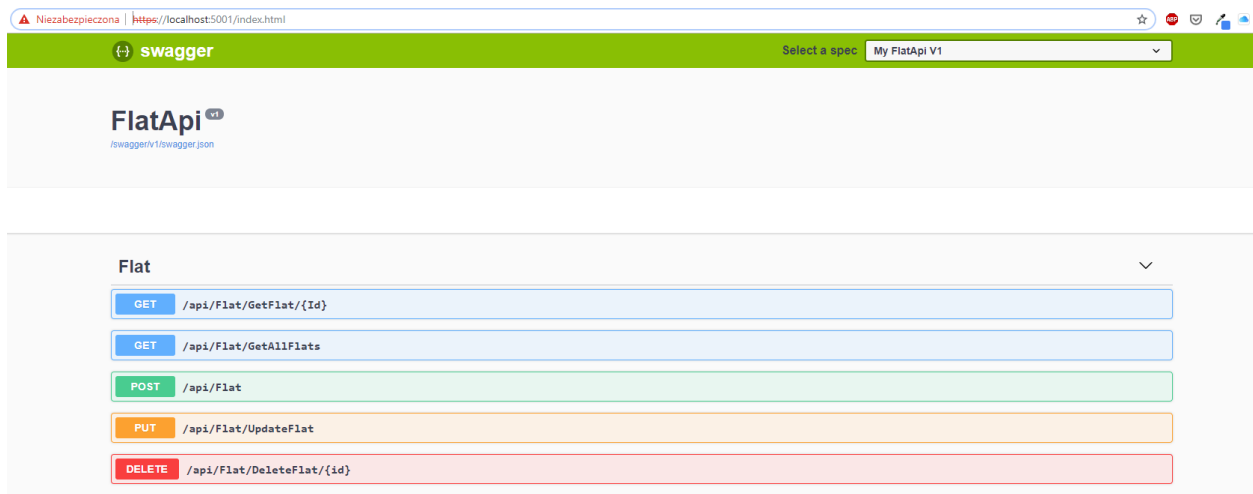 Niezabezpieczona | https://localhost:5001/index.html ABP
{··} swagger Select a spec My FlatApi V1
FlatApi v1
/swagger/v1/swagger.json
Flat
GET /api/Flat/GetFlat/{Id}
GET /api/Flat/GetAllFlats
POST /api/Flat
PUT /api/Flat/UpdateFlat
DELETE /api/Flat/DeleteFlat/{id}